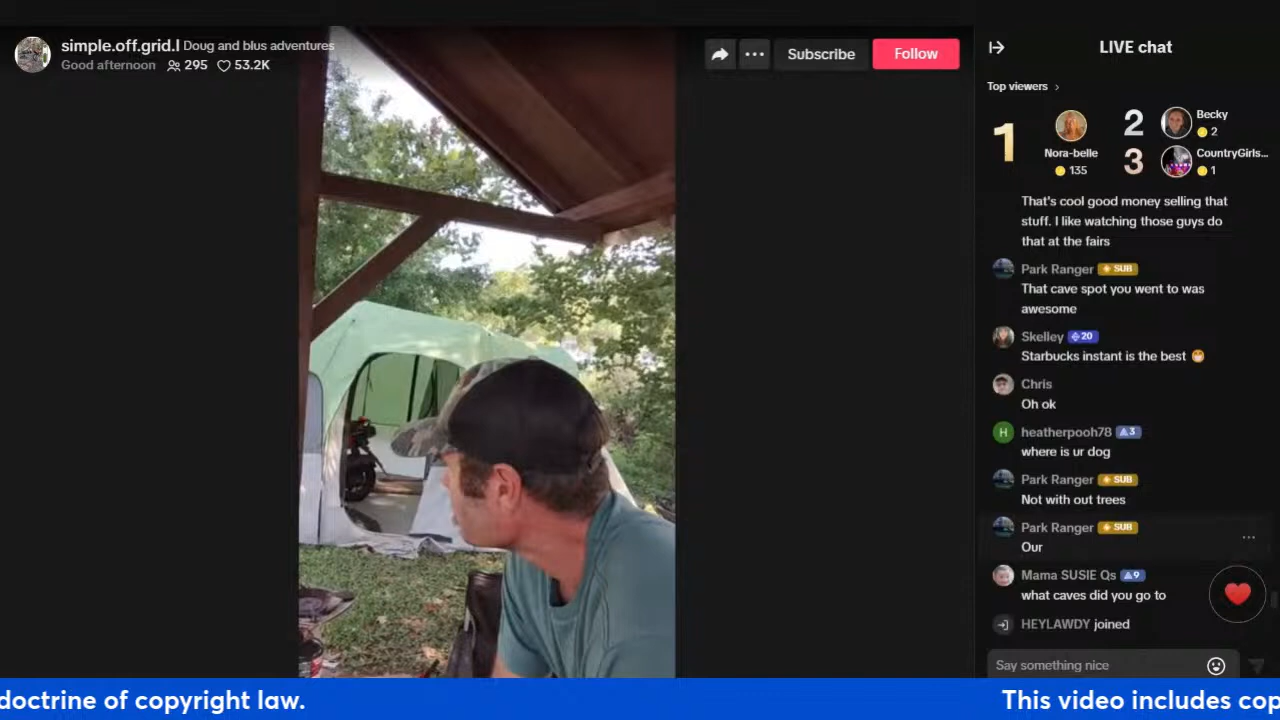 simple.off.grid.l Doug and blus adventures
Good afternoon 295 53.2K
Subscribe
Follow
LIVE chat
Top viewers
1
Nora-belle
135
2
Becky
2
3
CountryGirls...
1
That's cool good money selling that
stuff. I like watching those guys do
that at the fairs
Park Ranger SUB
That cave spot you went to was
awesome
Skelley 20
Starbucks instant is the best
Chris
Oh ok
H heatherpooh78 3
where is ur dog
Park Ranger SUB
Not with out trees
Park Ranger SUB
Our
Mama SUSIE Qs 9
what caves did you go to
HEYLAWDY joined
Say something nice
doctrine of copyright law.
This video includes cop